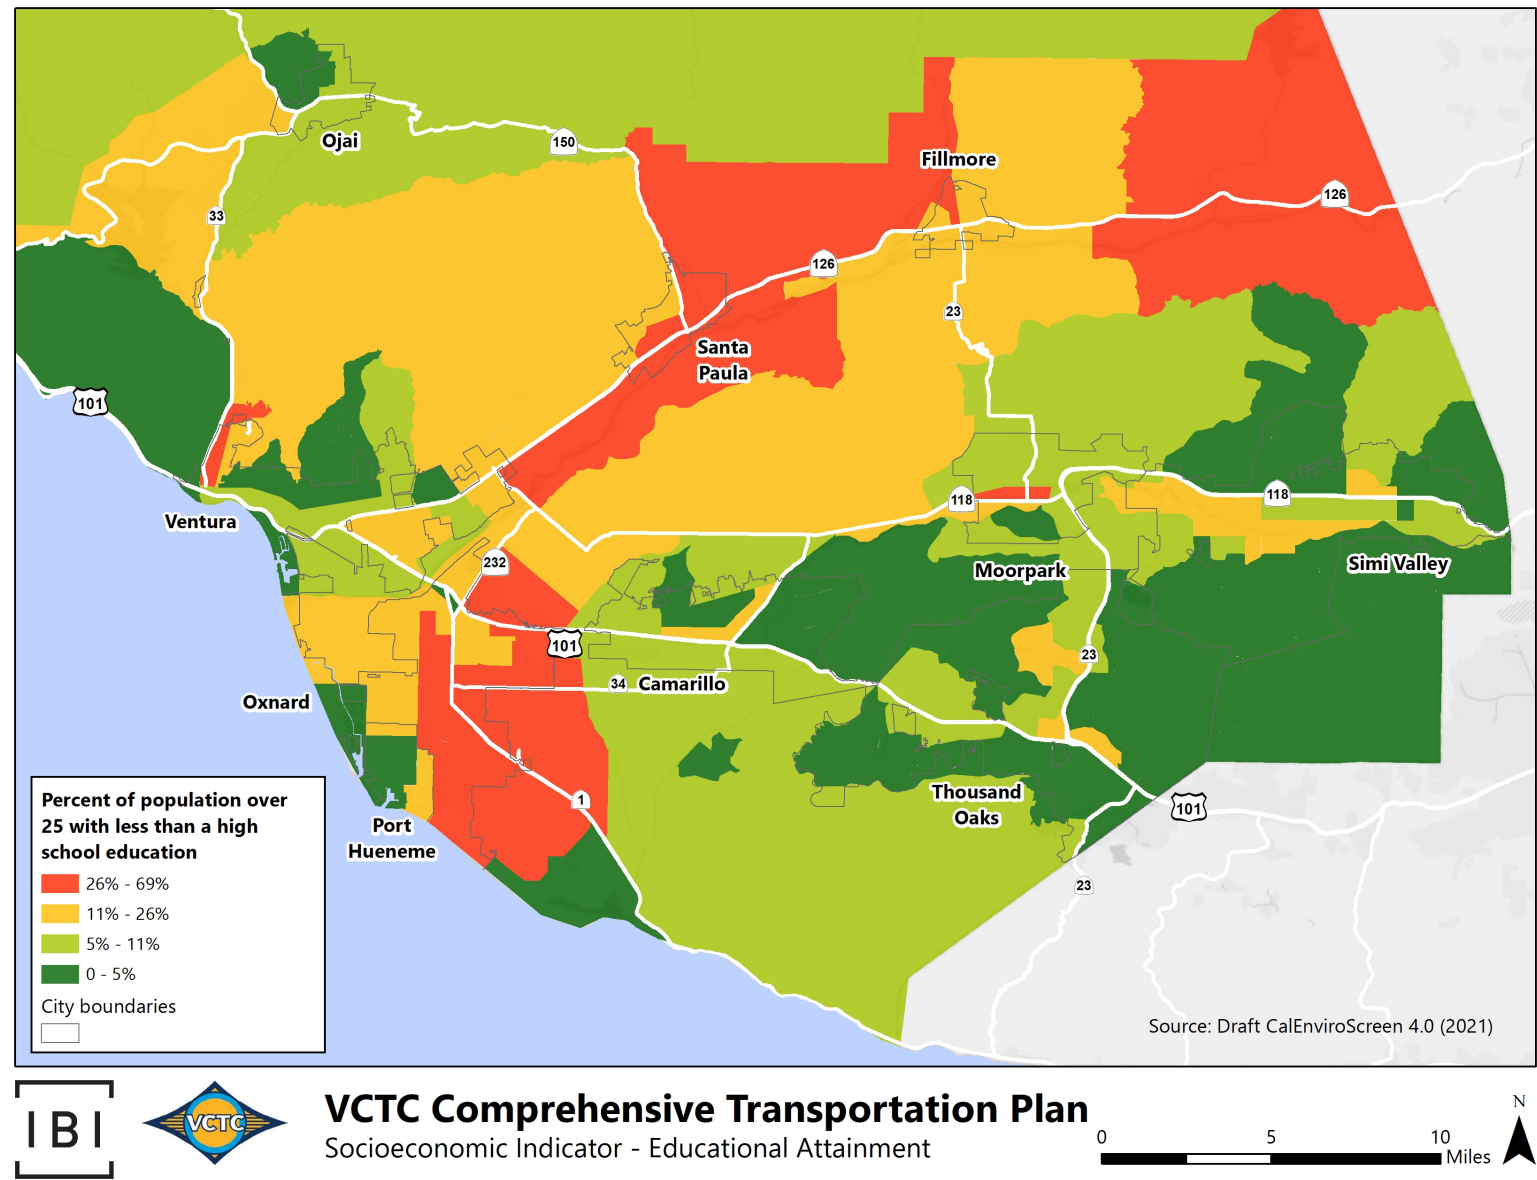 Ojai
150
33
Fillmore
126
126
23
Santa
Paula
101
118
118
Ventura
232
Moorpark
Simi Valley
101
23
34
Camarillo
Oxnard
1
Thousand
Oaks
101
Port
Hueneme
23
Percent of population over
25 with less than a high
school education
26% - 69%
11% - 26%
5% - 11%
0 - 5%
City boundaries
Source: Draft CalEnviroScreen 4.0 (2021)
IBI
VCTC
VCTC Comprehensive Transportation Plan
Socioeconomic Indicator - Educational Attainment
0 5 10
Miles
N